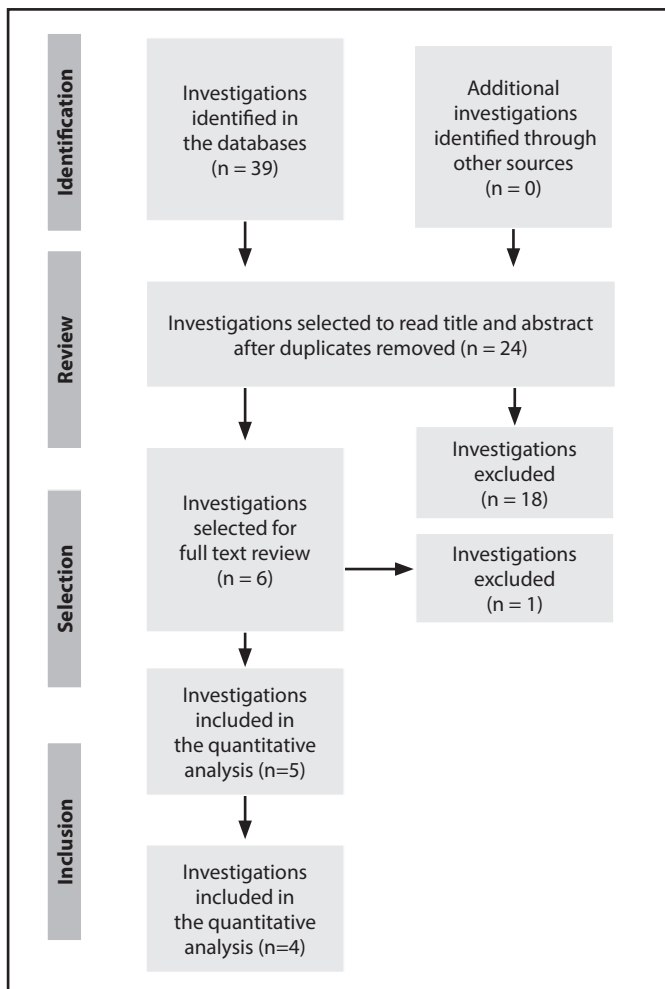 Identification
Investigations
identified in
the databases
(n = 39)
Additional
investigations
identified through
other sources
(n = 0)
Review
Investigations selected to read title and abstract
after duplicates removed (n = 24)
Investigations
excluded
(n = 18)
Selection
Investigations
selected for
full text review
(n = 6)
Investigations
excluded
(n = 1)
Investigations
included in
the quantitative
analysis (n=5)
Inclusion
Investigations
included in
the quantitative
analysis (n=4)